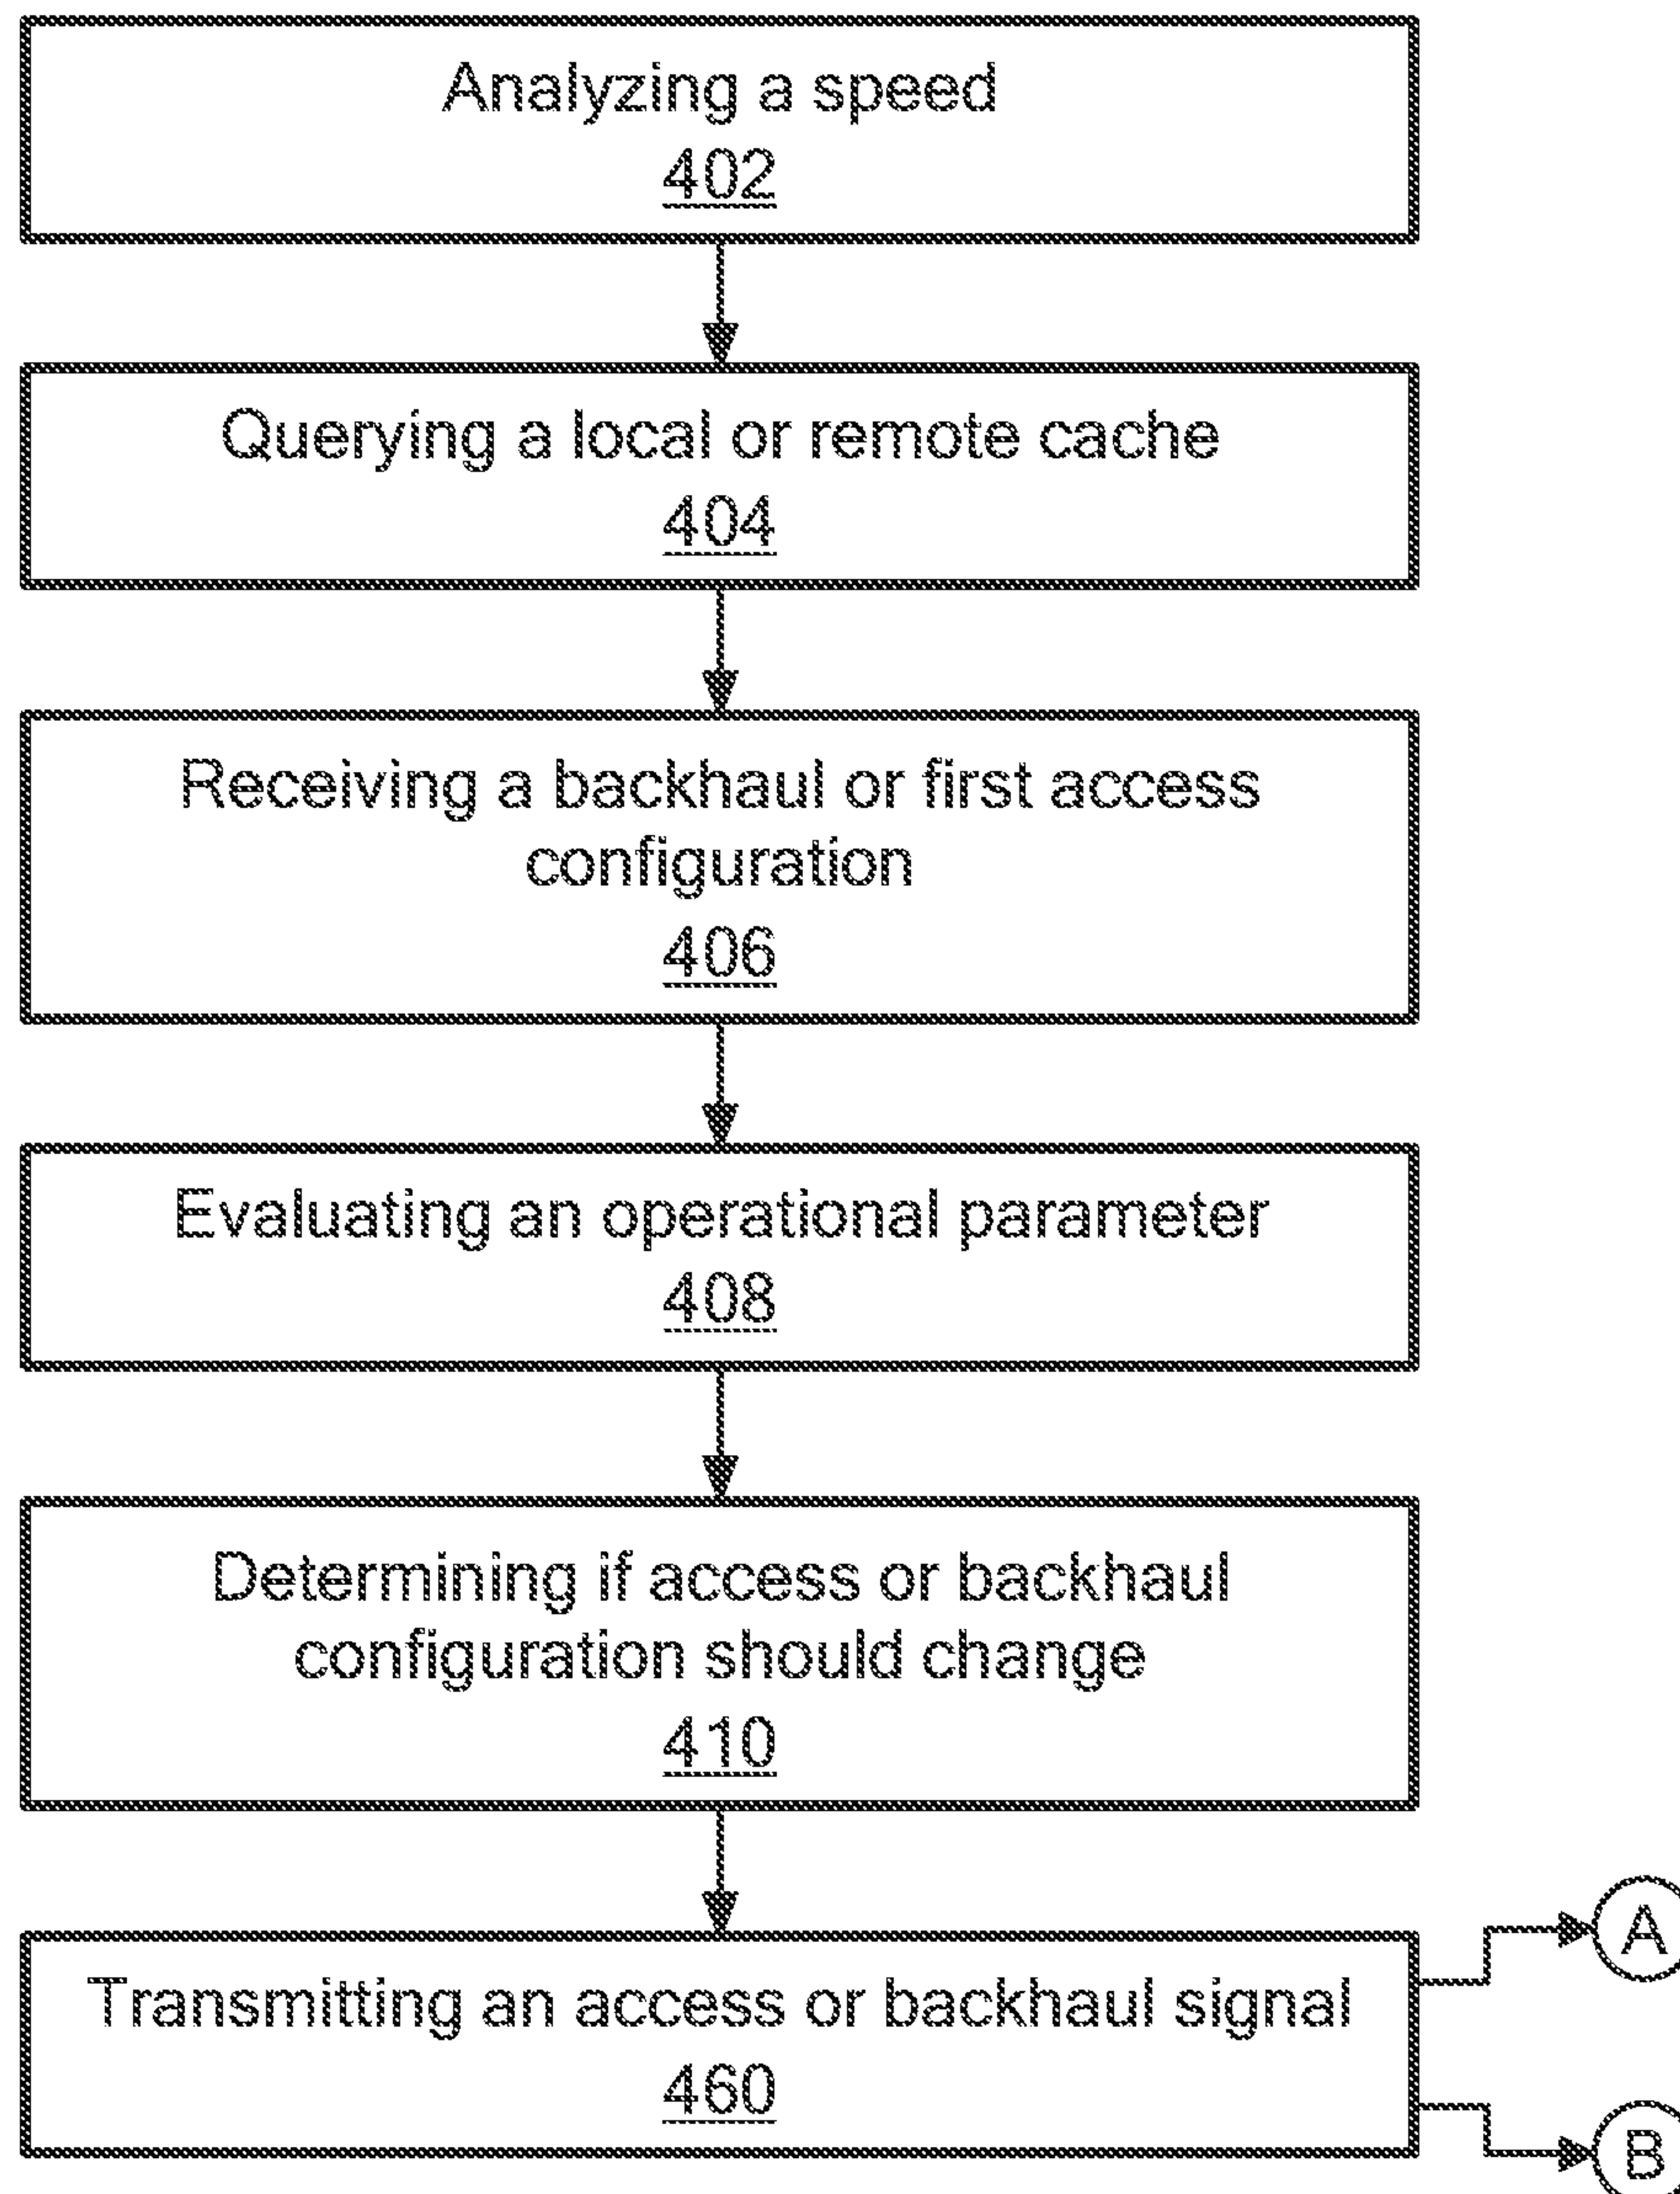 Analyzing a speed
402
Querying a local or remote cache
404
Receiving a backhaul or first access
configuration
406
Evaluating an operational parameter
408
Determining if access or backhaul
configuration should change
410
Transmitting an access or backhaul signal
460
A
B